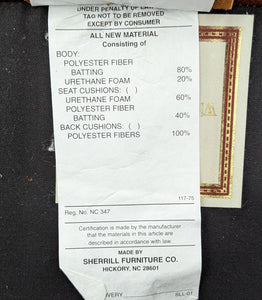 UNDER PENALTY OF LAW
TAG NOT TO BE REMOVED
EXCEPT BY CONSUMER
ALL NEW MATERIAL
Consisting of
BODY:
POLYESTER FIBER
BATTING 80%
URETHANE FOAM 20%
SEAT CUSHIONS: ( )
URETHANE FOAM 60%
POLYESTER FIBER
BATTING 40%
BACK CUSHIONS: ( )
POLYESTER FIBERS 100%
117-75
Reg. No. NC 347
Certification is made by the manufacturer
that the materials in this article are
described in accordance with law.
MADE BY
SHERRILL FURNITURE CO.
HICKORY, NC 28601